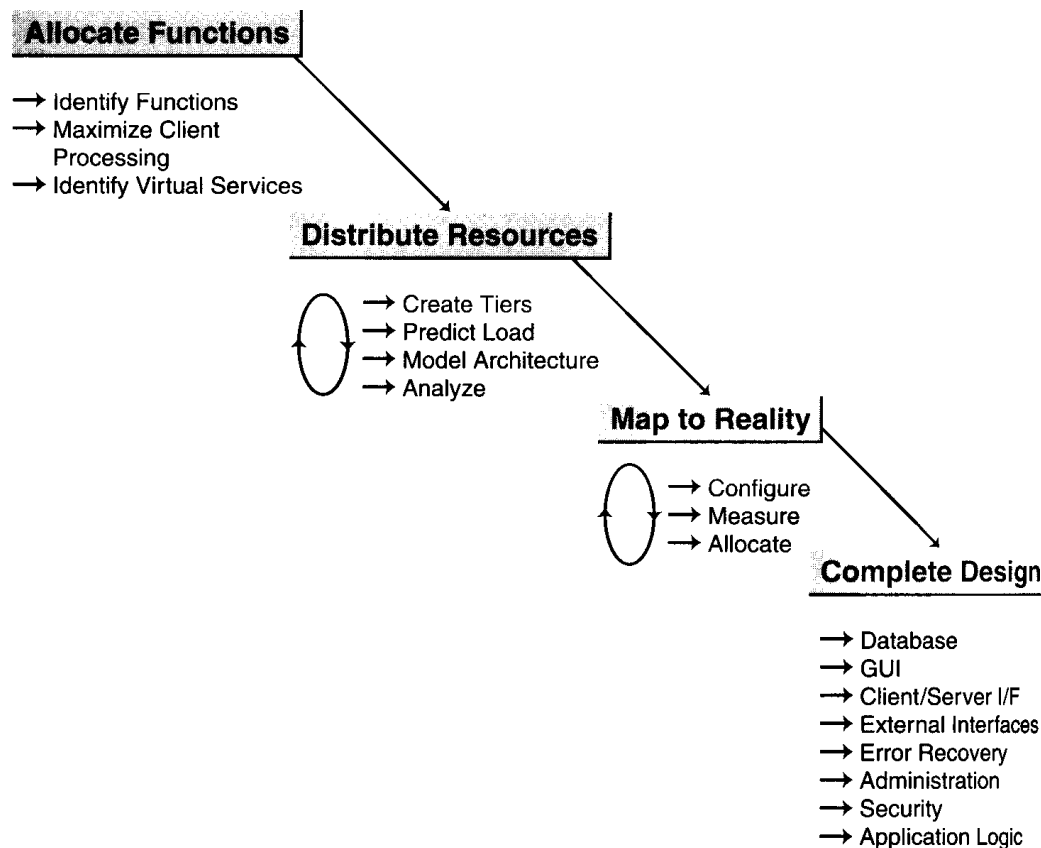 Allocate Functions
→ Identify Functions
→ Maximize Client
Processing
→ Identify Virtual Services
Distribute Resources
→ Create Tiers
→ Predict Load
→ Model Architecture
→ Analyze
Map to Reality
→ Configure
→ Measure
→ Allocate
Complete Design
→ Database
→ GUI
→ Client/Server I/F
→ External Interfaces
→ Error Recovery
→ Administration
→ Security
→ Application Logic